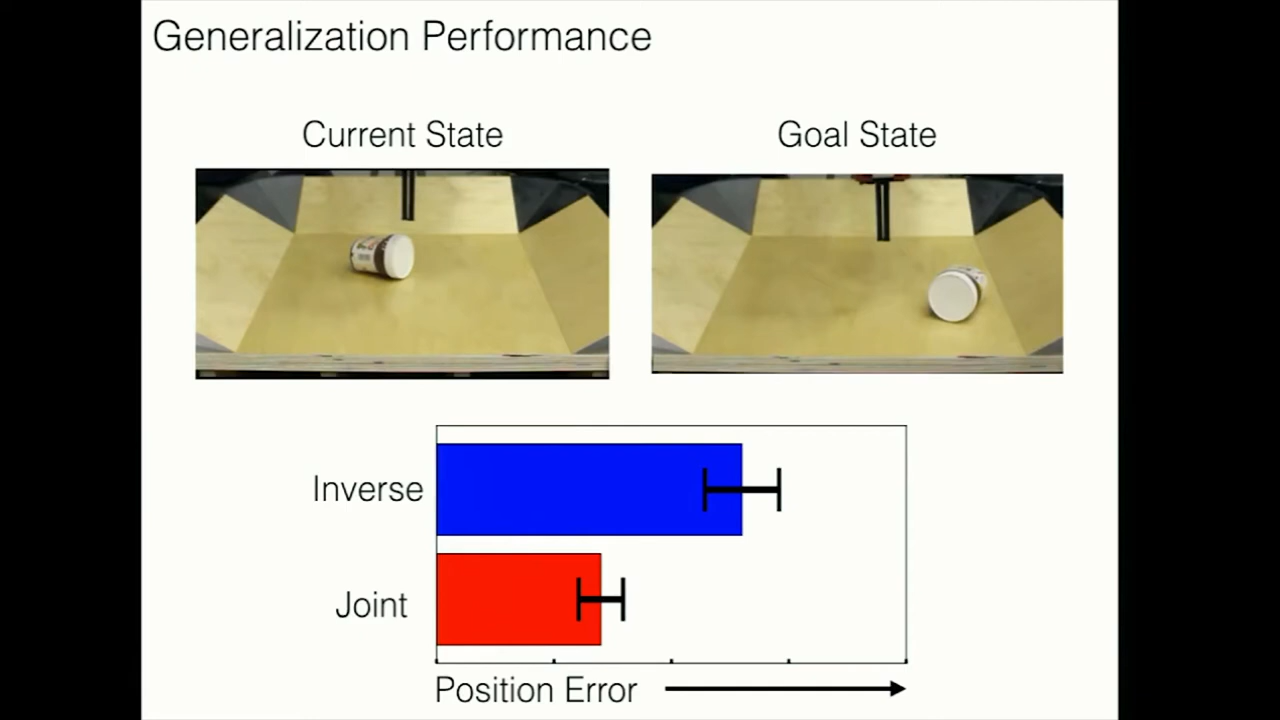 Generalization Performance
Current State
Goal State
Inverse
Joint
Position Error